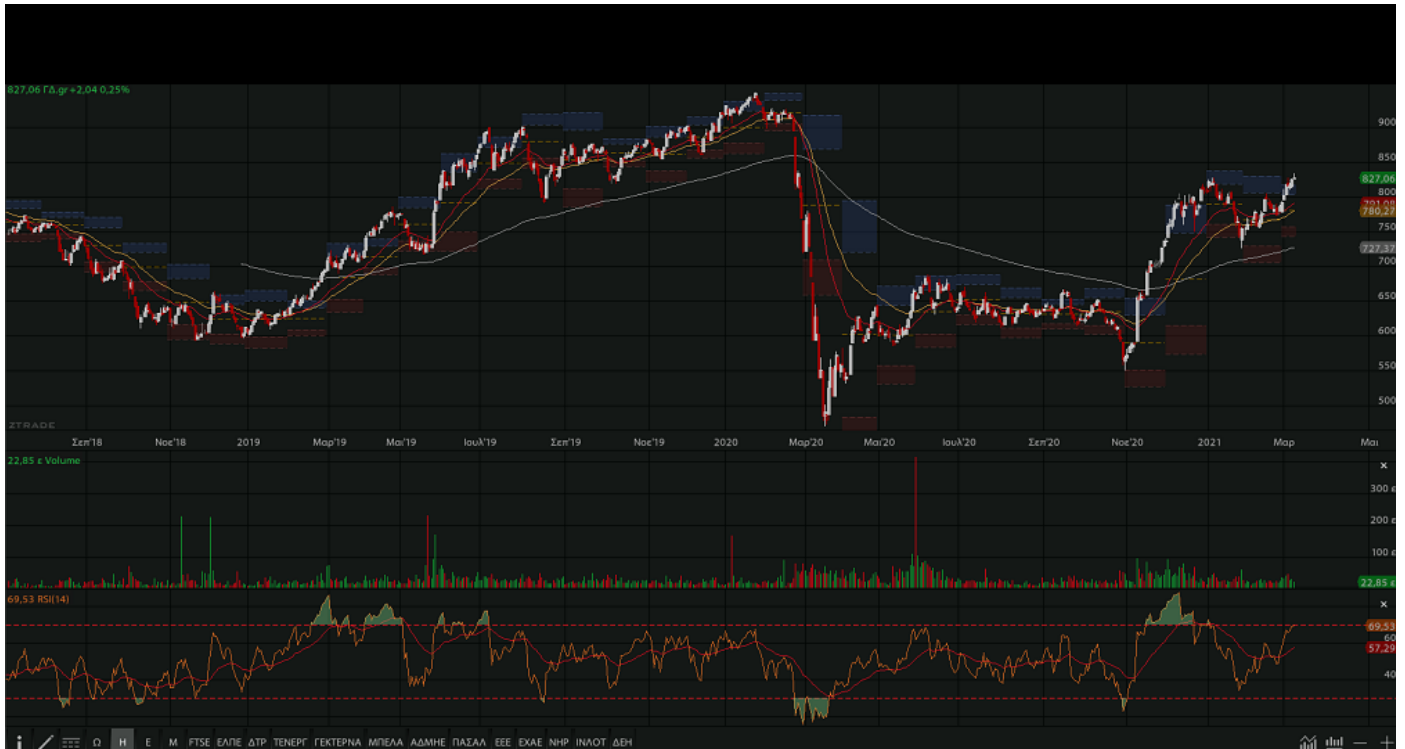 827,06 ΓΔ.gr +2,04 0,25%
900
850
827,06
800
791,08
780,27
750
727,37
700
650
600
550
500
ZTRADE
Σεπ'18 Νοε'18 2019 Μαρ'19 Μαι'19 Ιουλ'19 Σεπ'19 Νοε'19 2020 Μαρ'20 Μαι'20 Ιουλ'20 Σεπ'20 Νοε'20 2021 Μαρ Μαι
22,85 ε Volume
300 ε
200 ε
100 ε
22,85 ε
69,53 RSI(14)
69,53
60
57,29
40
Ω Η Ε Μ FTSE ΕΛΠΕ ΔΤΡ ΤΕΝΕΡΓ ΓΕΚΤΕΡΝΑ ΜΠΕΛΑ ΑΔΜΗΕ ΠΑΣΑΛ ΕΕΕ ΕΧΑΕ ΝΗΡ ΙΝΛΟΤ ΔΕΗ